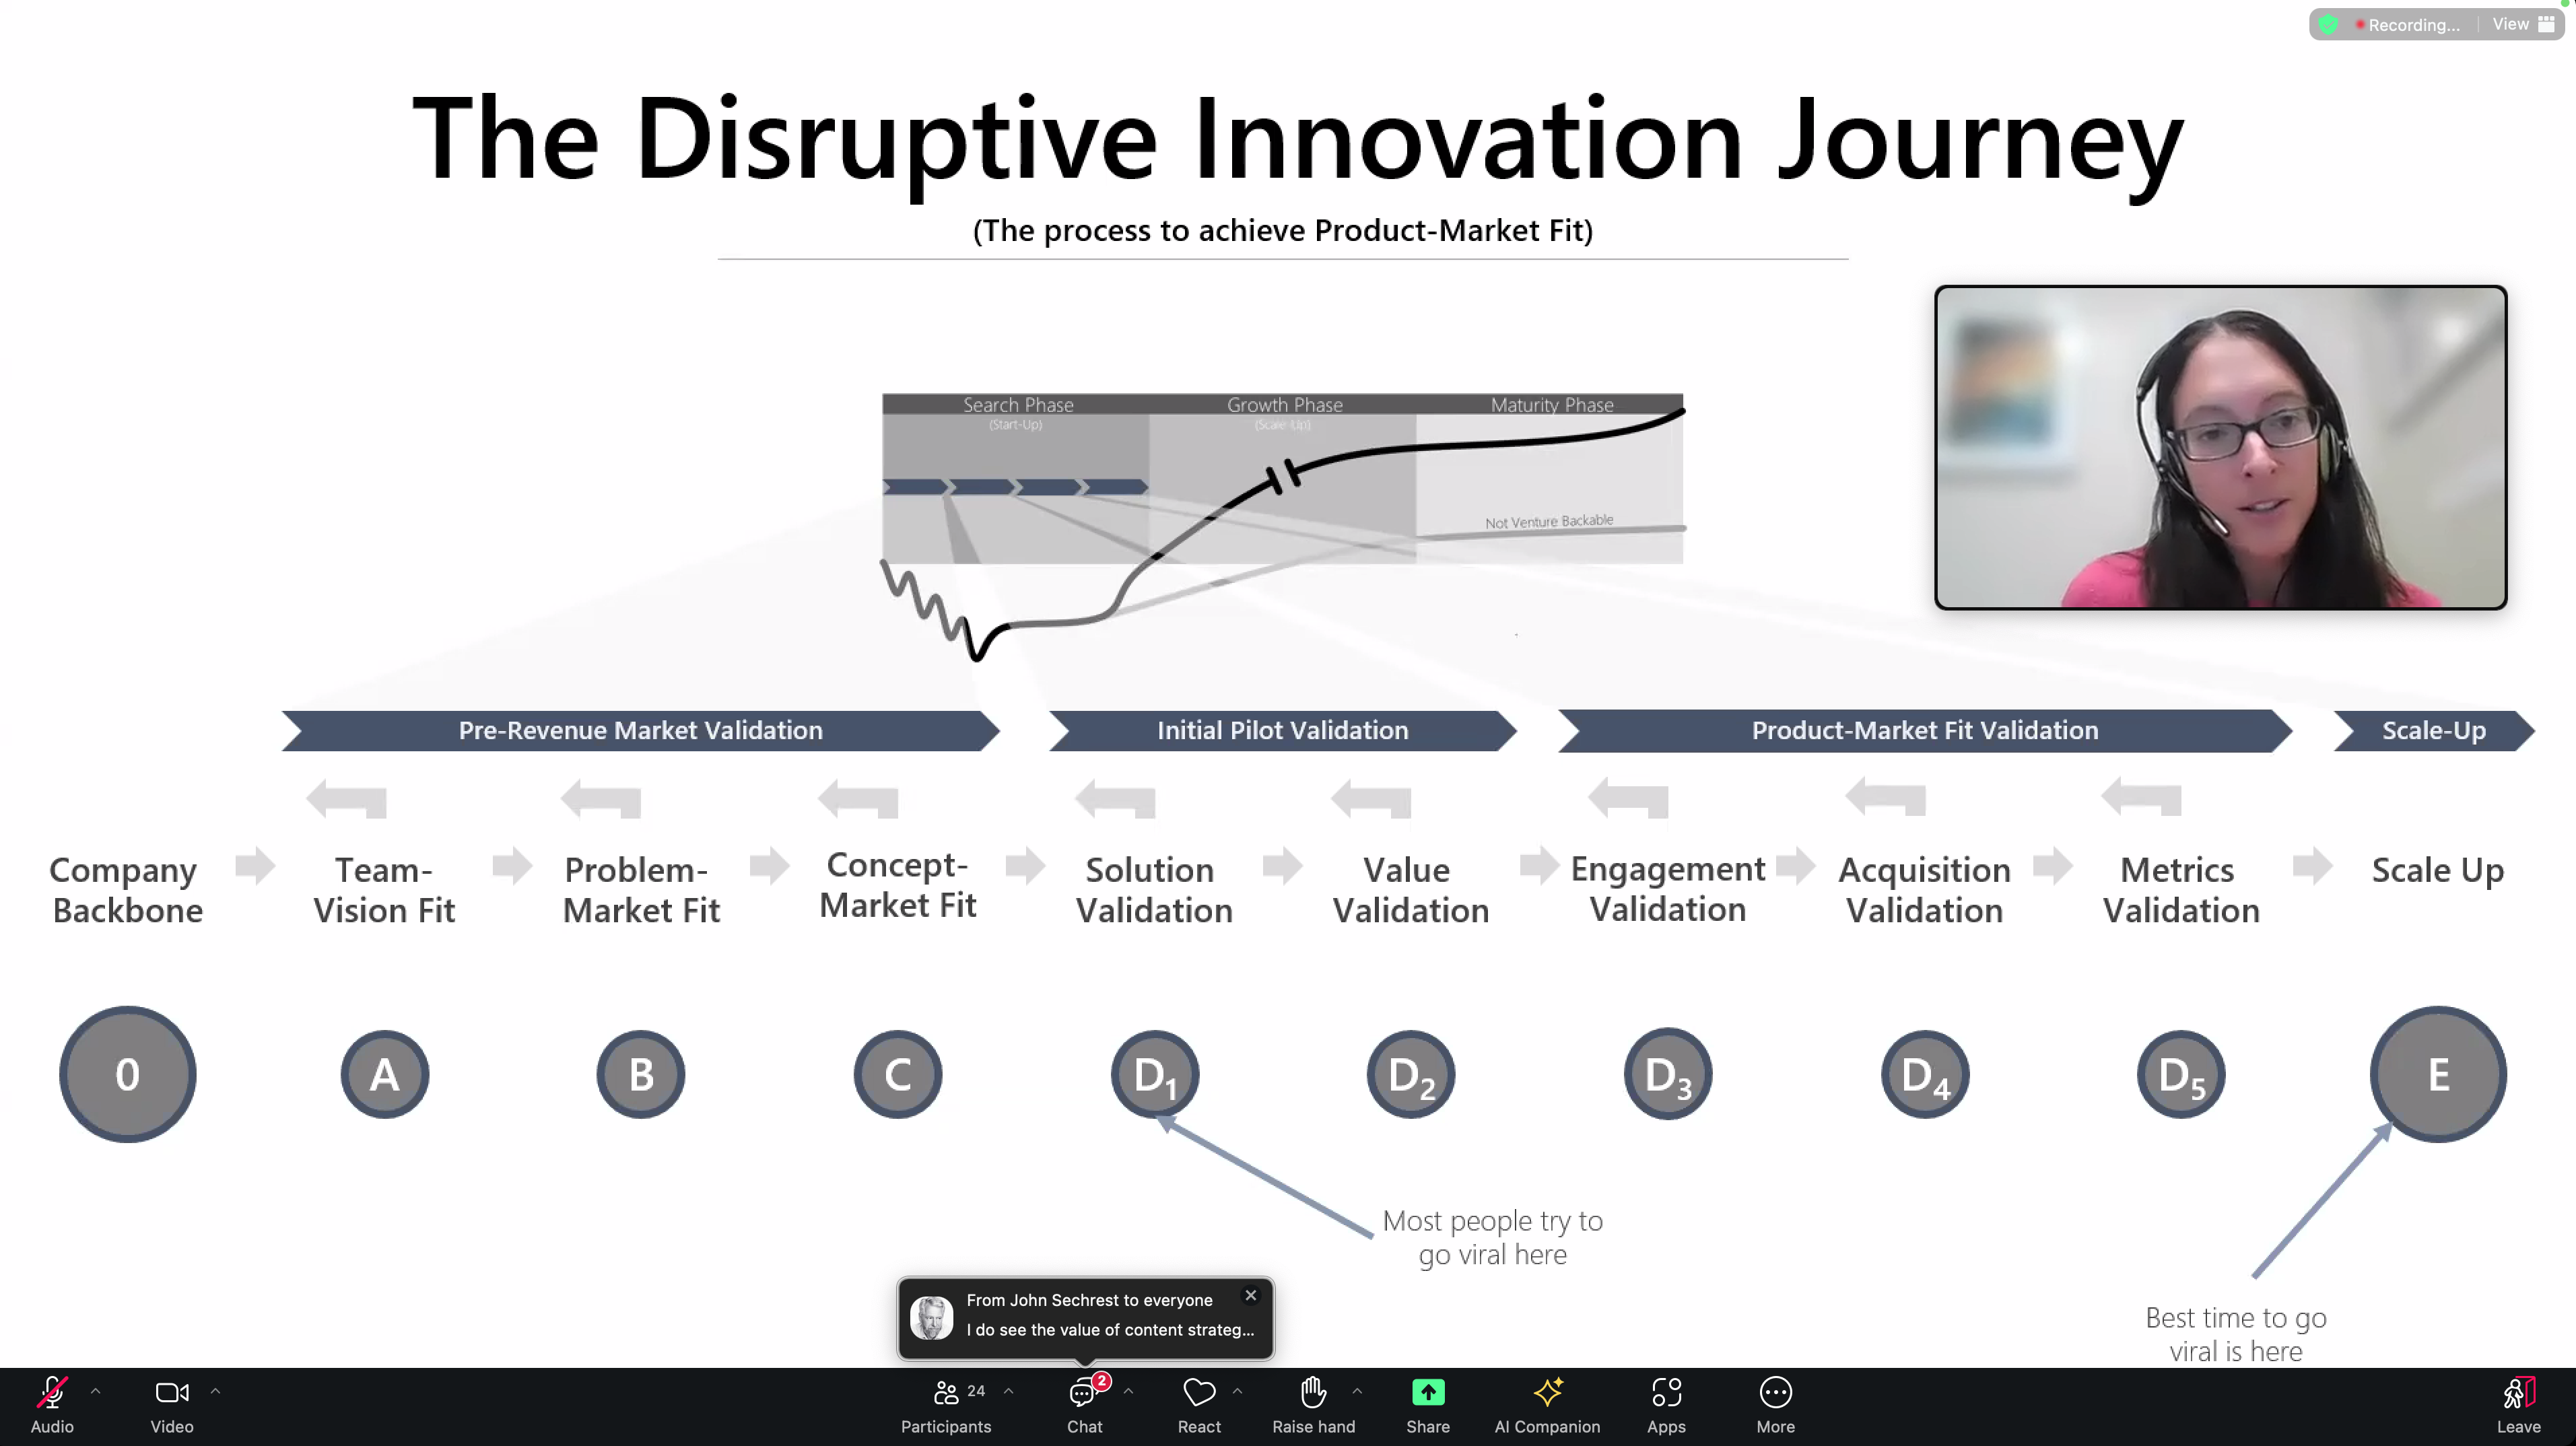 Recording...
View
The Disruptive Innovation Journey
(The process to achieve Product-Market Fit)
Search Phase
(Start-Up)
Growth Phase
(Scale-Up)
Maturity Phase
Not Venture Backable
Pre-Revenue Market Validation
Initial Pilot Validation
Product-Market Fit Validation
Scale-Up
Company
Backbone
Team-
Vision Fit
Problem-
Market Fit
Concept-
Market Fit
Solution
Validation
Value
Validation
Engagement
Validation
Acquisition
Validation
Metrics
Validation
Scale Up
0
A
B
C
D1
D2
D3
D4
D5
E
Most people try to
go viral here
Best time to go
viral is here
From John Sechrest to everyone
I do see the value of content strateg...
Audio
Video
24
Participants
2
Chat
React
Raise hand
Share
AI Companion
Apps
More
Leave